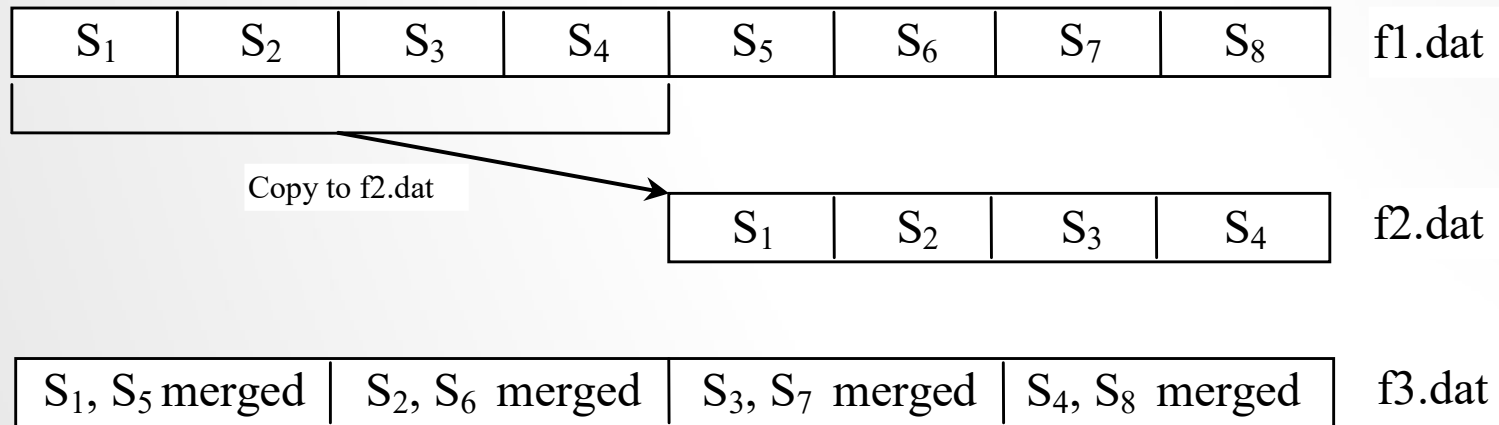 S₁ S₂ S₃ S₄ S₅ S₆ S₇ S₈ f1.dat
Copy to f2.dat
S₁ S₂ S₃ S₄ f2.dat
S₁, S₅ merged S₂, S₆ merged S₃, S₇ merged S₄, S₈ merged f3.dat